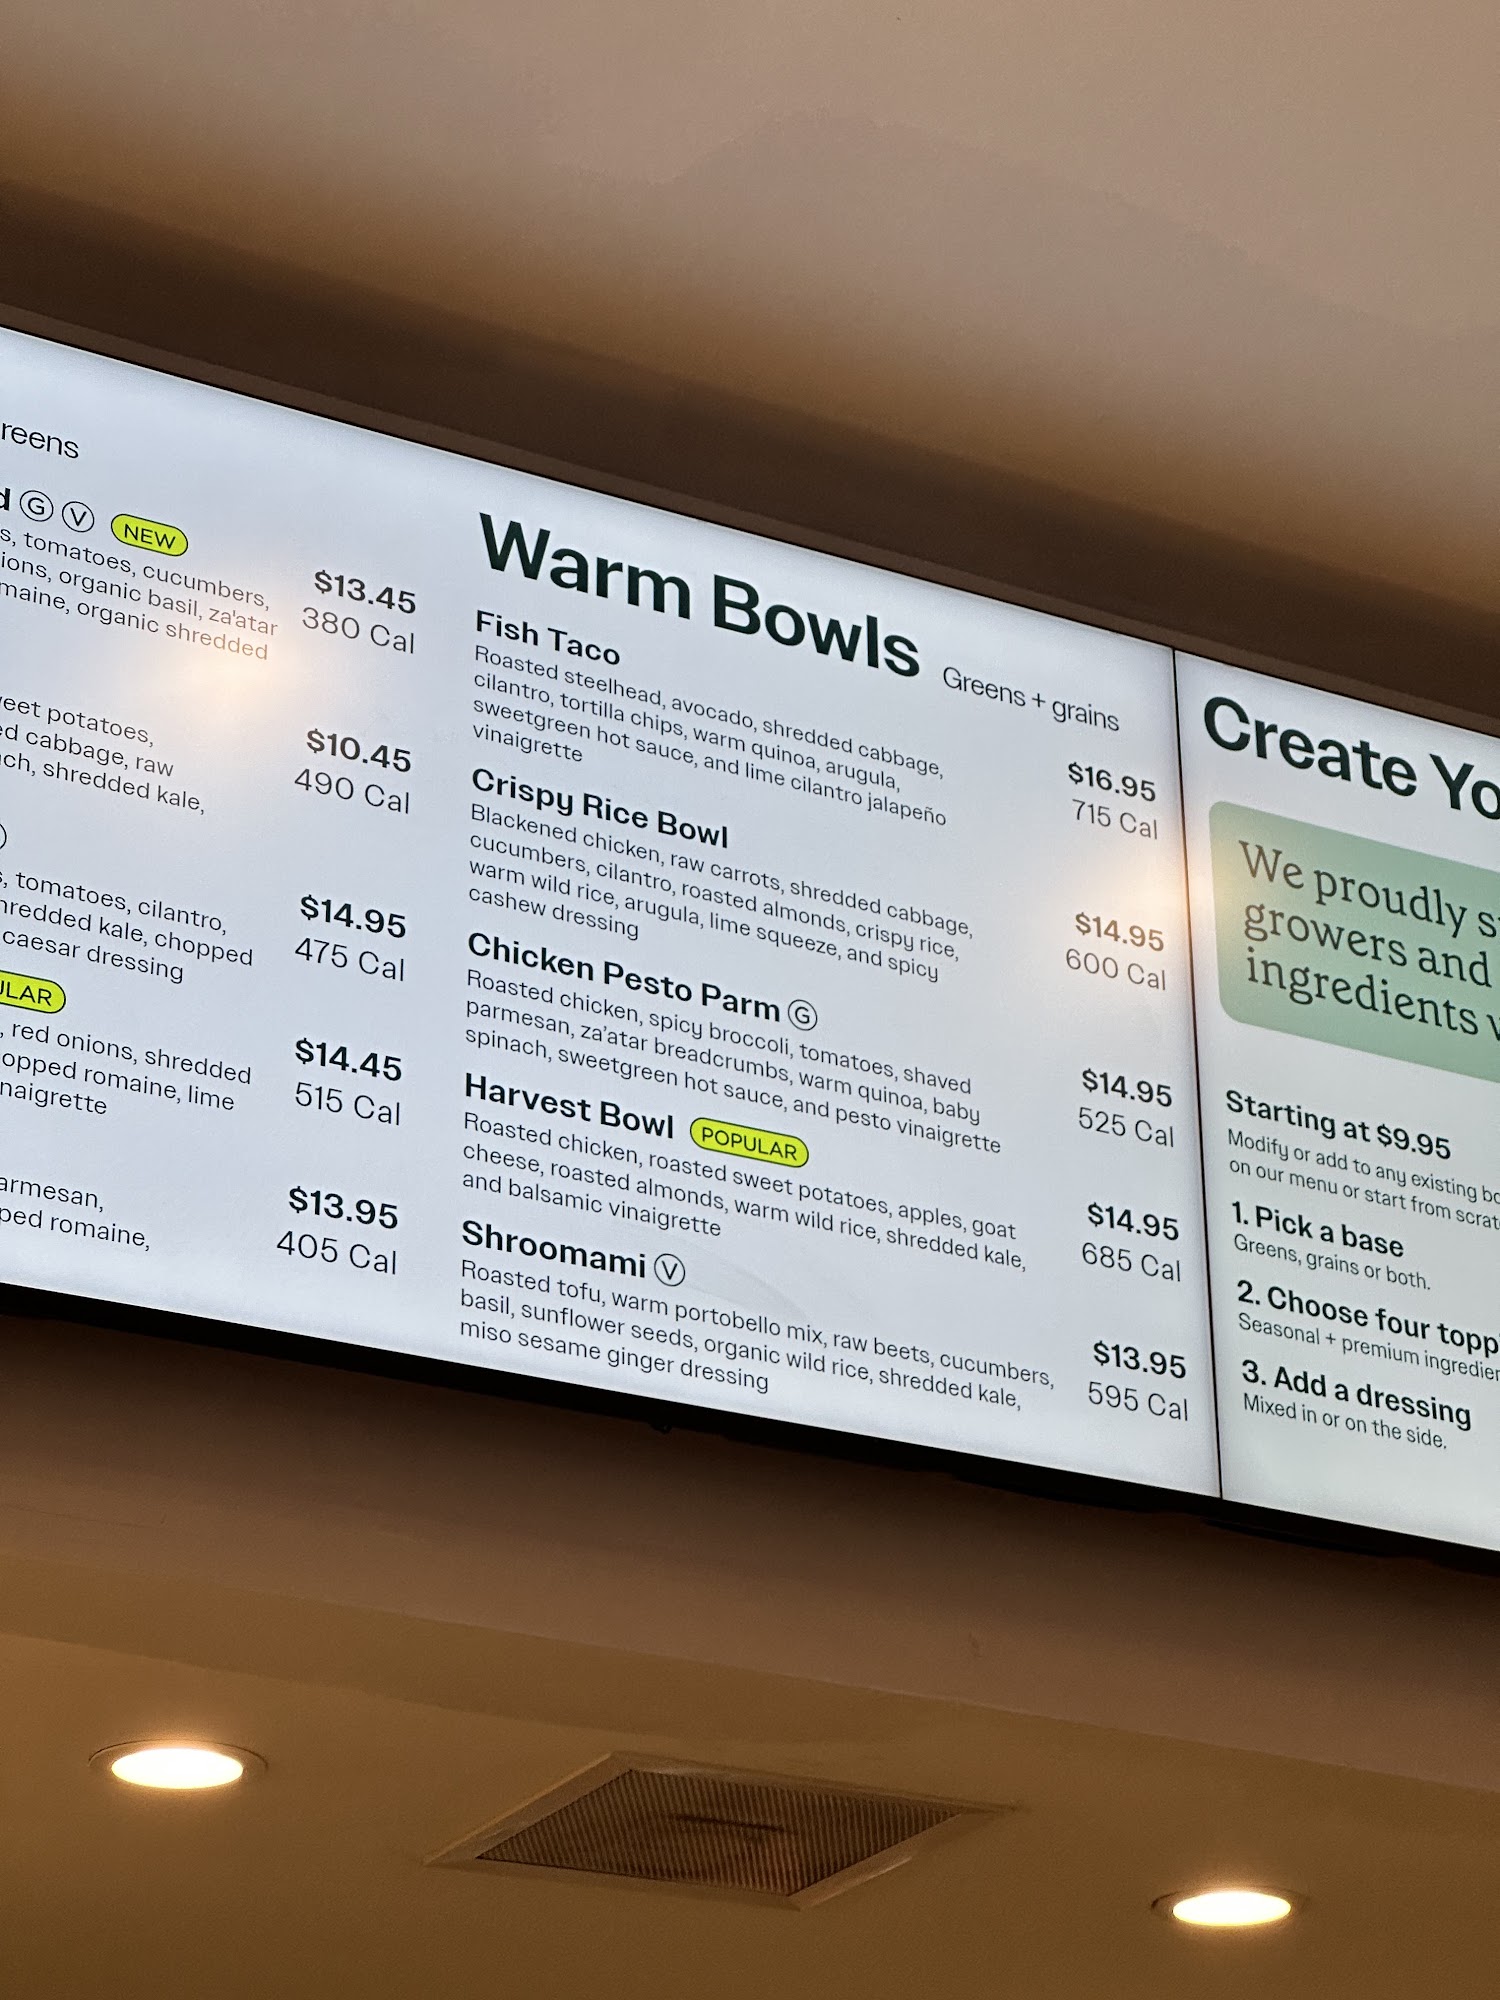 reens
G V NEW
tomatoes, cucumbers,
organic basil, za'atar
organic shredded
$13.45
380 Cal
potatoes,
cabbage, raw
shredded kale,
$10.45
490 Cal
tomatoes, cilantro,
kale, chopped
caesar dressing
$14.95
475 Cal
red onions, shredded
romaine, lime
$14.45
515 Cal
romaine,
$13.95
405 Cal
Warm Bowls Greens + grains
Fish Taco
Roasted steelhead, avocado, shredded cabbage,
cilantro, tortilla chips, warm quinoa, arugula,
sweetgreen hot sauce, and lime cilantro jalapeño
vinaigrette
$16.95
715 Cal
Crispy Rice Bowl
Blackened chicken, raw carrots, shredded cabbage,
cucumbers, cilantro, roasted almonds, crispy rice,
warm wild rice, arugula, lime squeeze, and spicy
cashew dressing
$14.95
600 Cal
Chicken Pesto Parm G
Roasted chicken, spicy broccoli, tomatoes, shaved
parmesan, za'atar breadcrumbs, warm quinoa, baby
spinach, sweetgreen hot sauce, and pesto vinaigrette
$14.95
525 Cal
Harvest Bowl POPULAR
Roasted chicken, roasted sweet potatoes, apples, goat
cheese, roasted almonds, warm wild rice, shredded kale,
and balsamic vinaigrette
$14.95
685 Cal
Shroomami V
Roasted tofu, warm portobello mix, raw beets, cucumbers,
basil, sunflower seeds, organic wild rice, shredded kale,
miso sesame ginger dressing
$13.95
595 Cal
Create Yo
We proudly s
growers and
ingredients
Starting at $9.95
Modify or add to any existing bo
on our menu or start from scrat
1. Pick a base
Greens, grains or both.
2. Choose four topp
Seasonal + premium ingredien
3. Add a dressing
Mixed in or on the side.